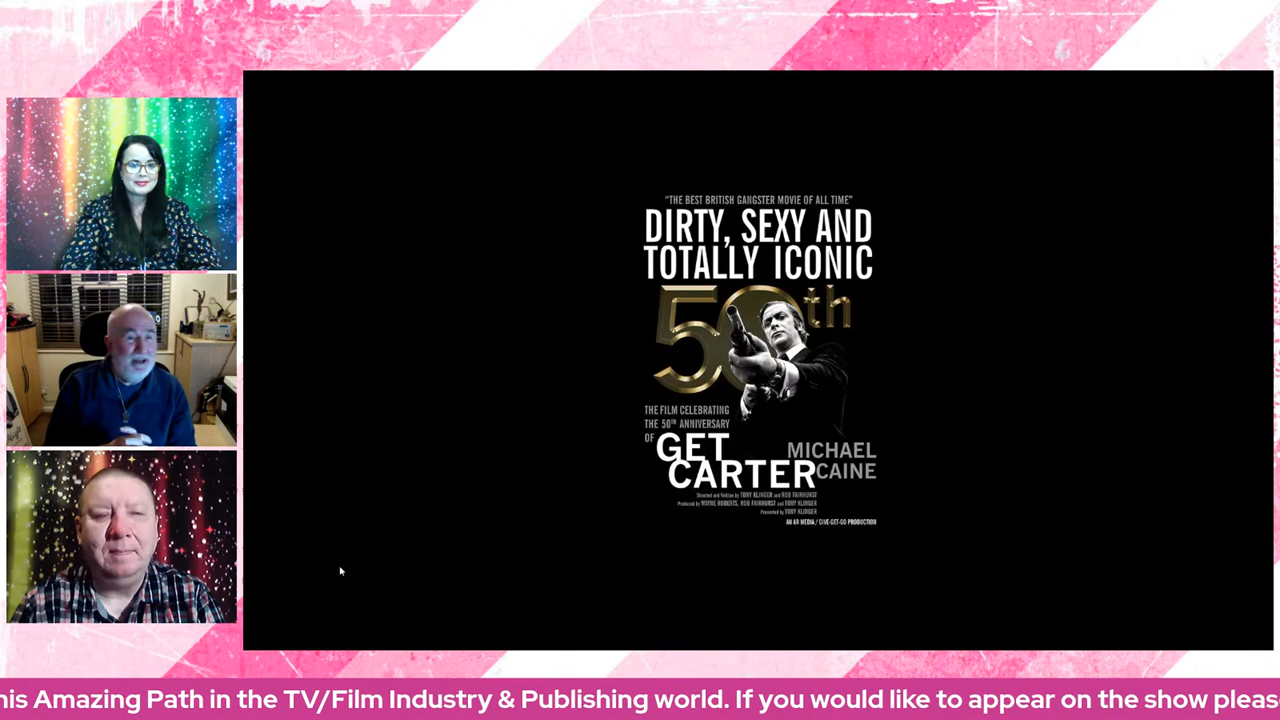 “THE BEST BRITISH GANGSTER MOVIE OF ALL TIME”
DIRTY, SEXY AND
TOTALLY ICONIC
50th
THE FILM CELEBRATING
THE 50TH ANNIVERSARY
OF GET
CARTER
MICHAEL
CAINE
Directed and Written by TONY KLINGER and ROB FAIRHURST
Produced by WAYNE ROBERTS, ROB FAIRHURST and TONY KLINGER
Presented by TONY KLINGER
AN AR MEDIA / GIVE-GET-GO PRODUCTION
his Amazing Path in the TV/Film Industry & Publishing world. If you would like to appear on the show pleas